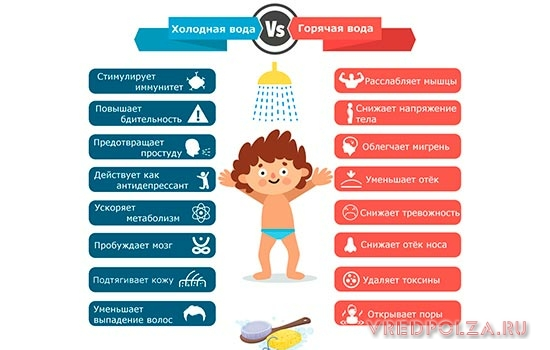 Холодная вода
Vs
Горячая вода
Стимулирует
иммунитет
Повышает
бдительность
Предотвращает
простуду
Действует как
антидепрессант
Ускоряет
метаболизм
Пробуждает мозг
Подтягивает кожу
Уменьшает
выпадение волос
Расслабляет мышцы
Снижает напряжение
тела
Облегчает мигрень
Уменьшает отёк
Снижает тревожность
Снижает отёк носа
Удаляет токсины
Открывает поры
VREDPOLZA.RU